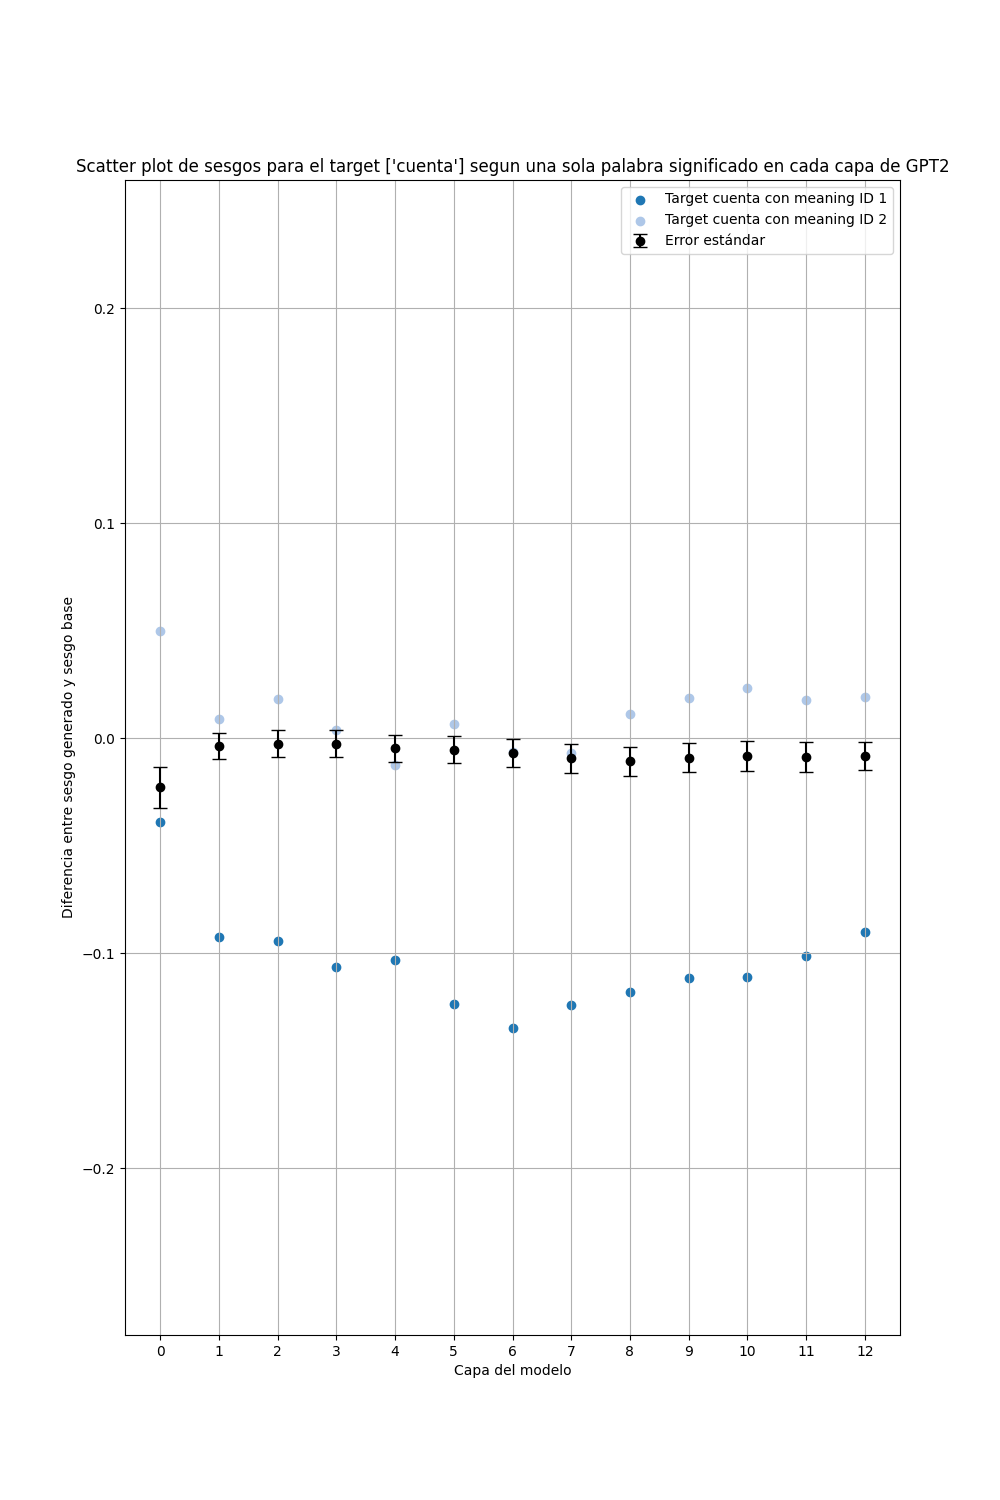 Scatter plot de sesgos para el target ['cuenta'] segun una sola palabra significado en cada capa de GPT2
Target cuenta con meaning ID 1
Target cuenta con meaning ID 2
Error estándar
Diferencia entre sesgo generado y sesgo base
0.2
0.1
0.0
−0.1
−0.2
0 1 2 3 4 5 6 7 8 9 10 11 12
Capa del modelo